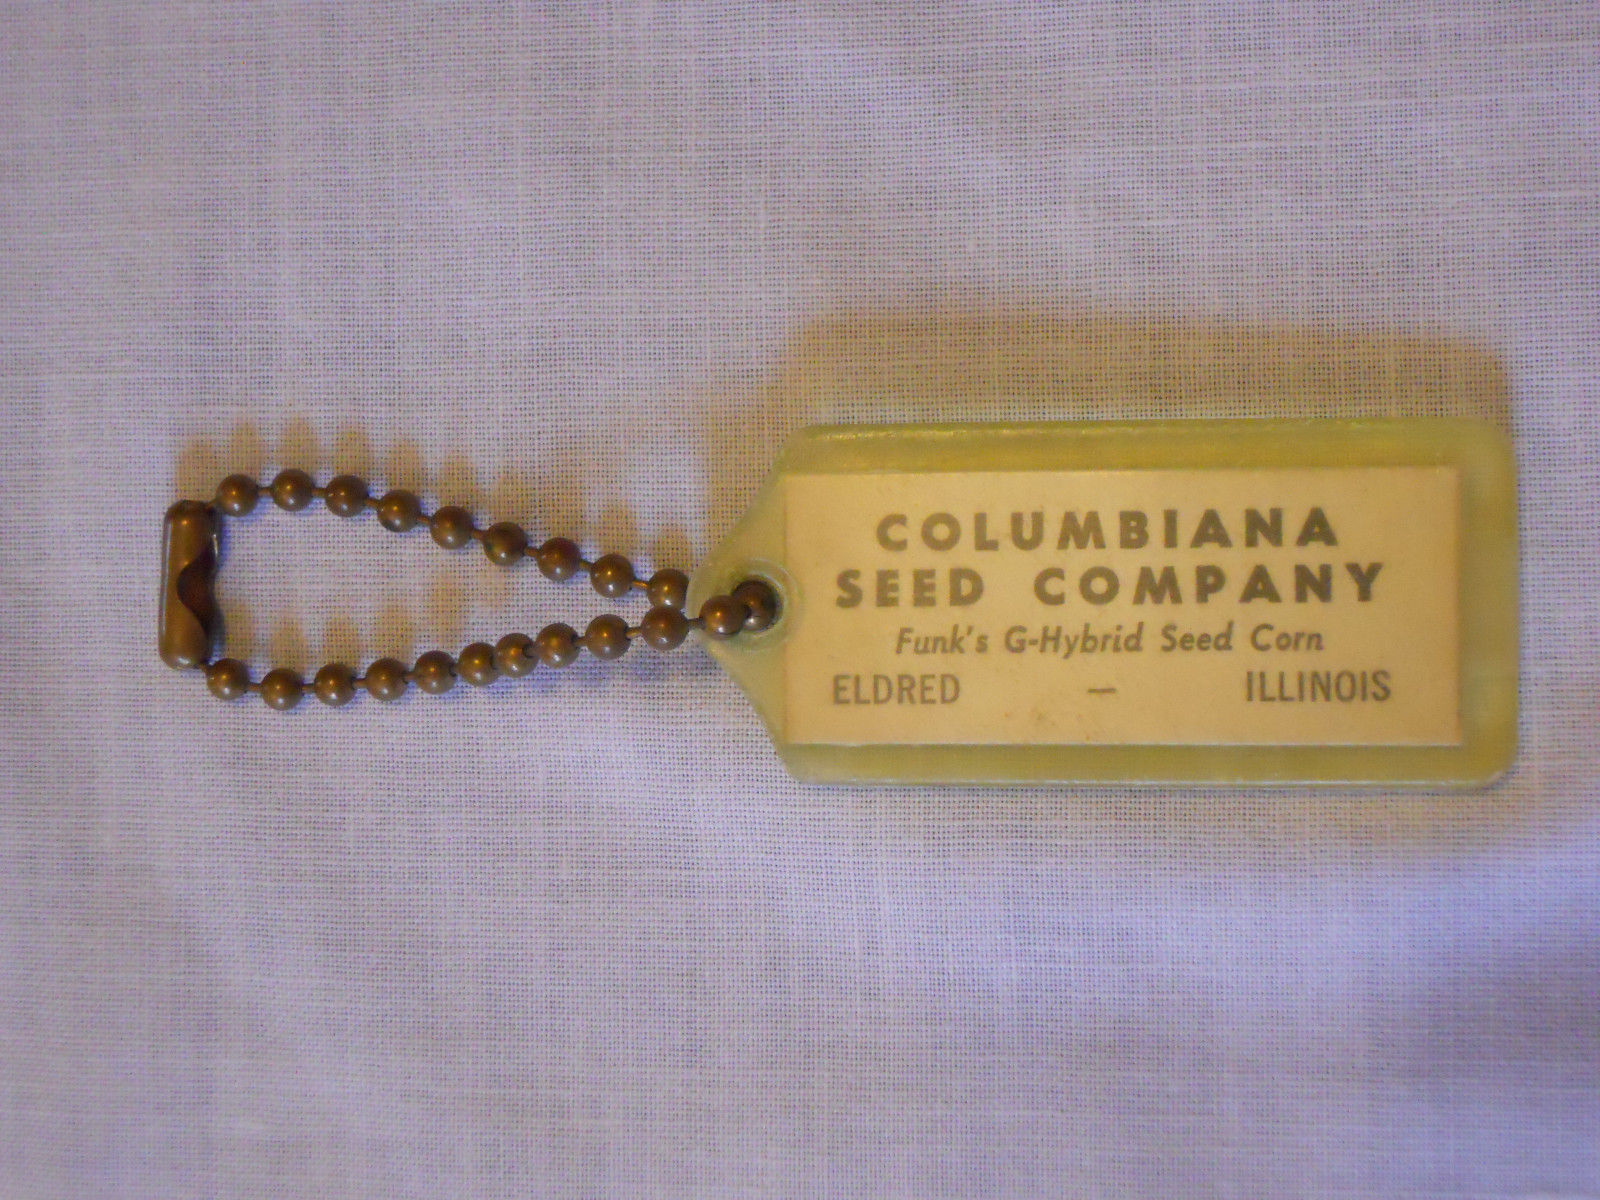 COLUMBIANA
SEED COMPANY
Funk's G-Hybrid Seed Corn
ELDRED — ILLINOIS